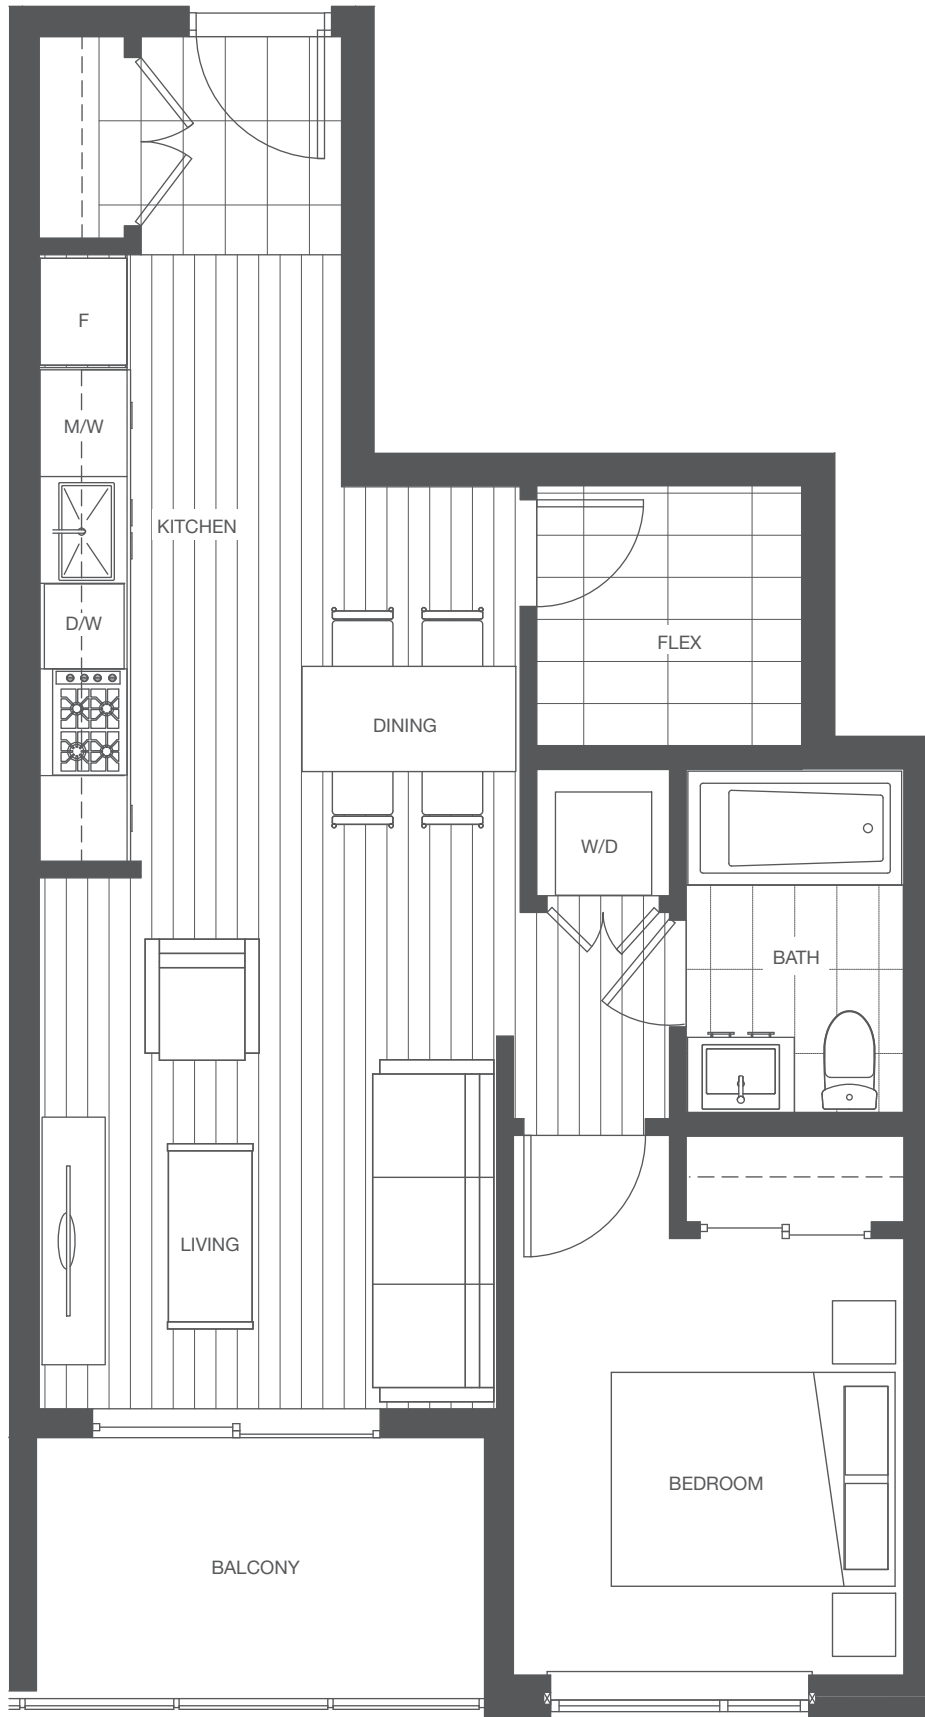 F
M/W
KITCHEN
D/W
FLEX
DINING
W/D
BATH
LIVING
BEDROOM
BALCONY